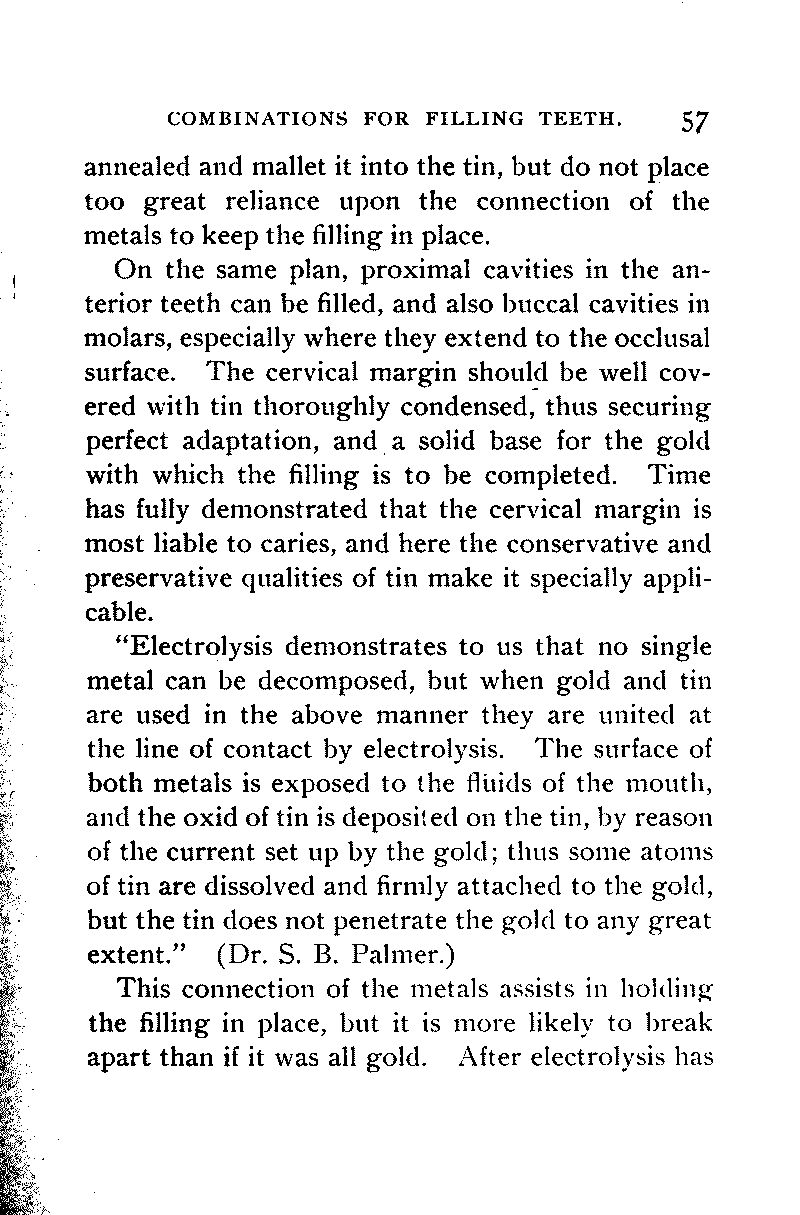 COMBINATIONS FOR FILLING TEETH. 57
annealed and mallet it into the tin, but do not place
too great reliance upon the connection of the
metals to keep the filling in place.
On the same plan, proximal cavities in the an-
terior teeth can be filled, and also buccal cavities in
molars, especially where they extend to the occlusal
surface. The cervical margin should be well cov-
ered with tin thoroughly condensed, thus securing
perfect adaptation, and a solid base for the gold
with which the filling is to be completed. Time
has fully demonstrated that the cervical margin is
most liable to caries, and here the conservative and
preservative qualities of tin make it specially appli-
cable.
“Electrolysis demonstrates to us that no single
metal can be decomposed, but when gold and tin
are used in the above manner they are united at
the line of contact by electrolysis. The surface of
both metals is exposed to the fluids of the mouth,
and the oxid of tin is deposited on the tin, by reason
of the current set up by the gold; thus some atoms
of tin are dissolved and firmly attached to the gold,
but the tin does not penetrate the gold to any great
extent.” (Dr. S. B. Palmer.)
This connection of the metals assists in holding
the filling in place, but it is more likely to break
apart than if it was all gold. After electrolysis has